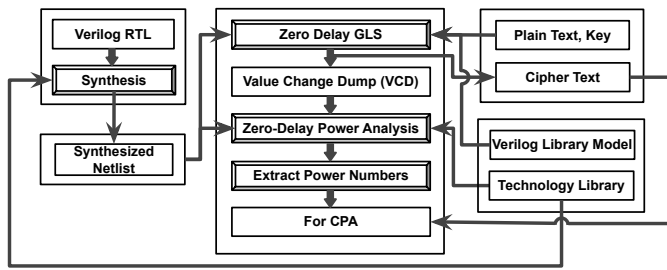 Verilog RTL
Synthesis
Synthesized
Netlist
Zero Delay GLS
Value Change Dump (VCD)
Zero-Delay Power Analysis
Extract Power Numbers
For CPA
Plain Text, Key
Cipher Text
Verilog Library Model
Technology Library